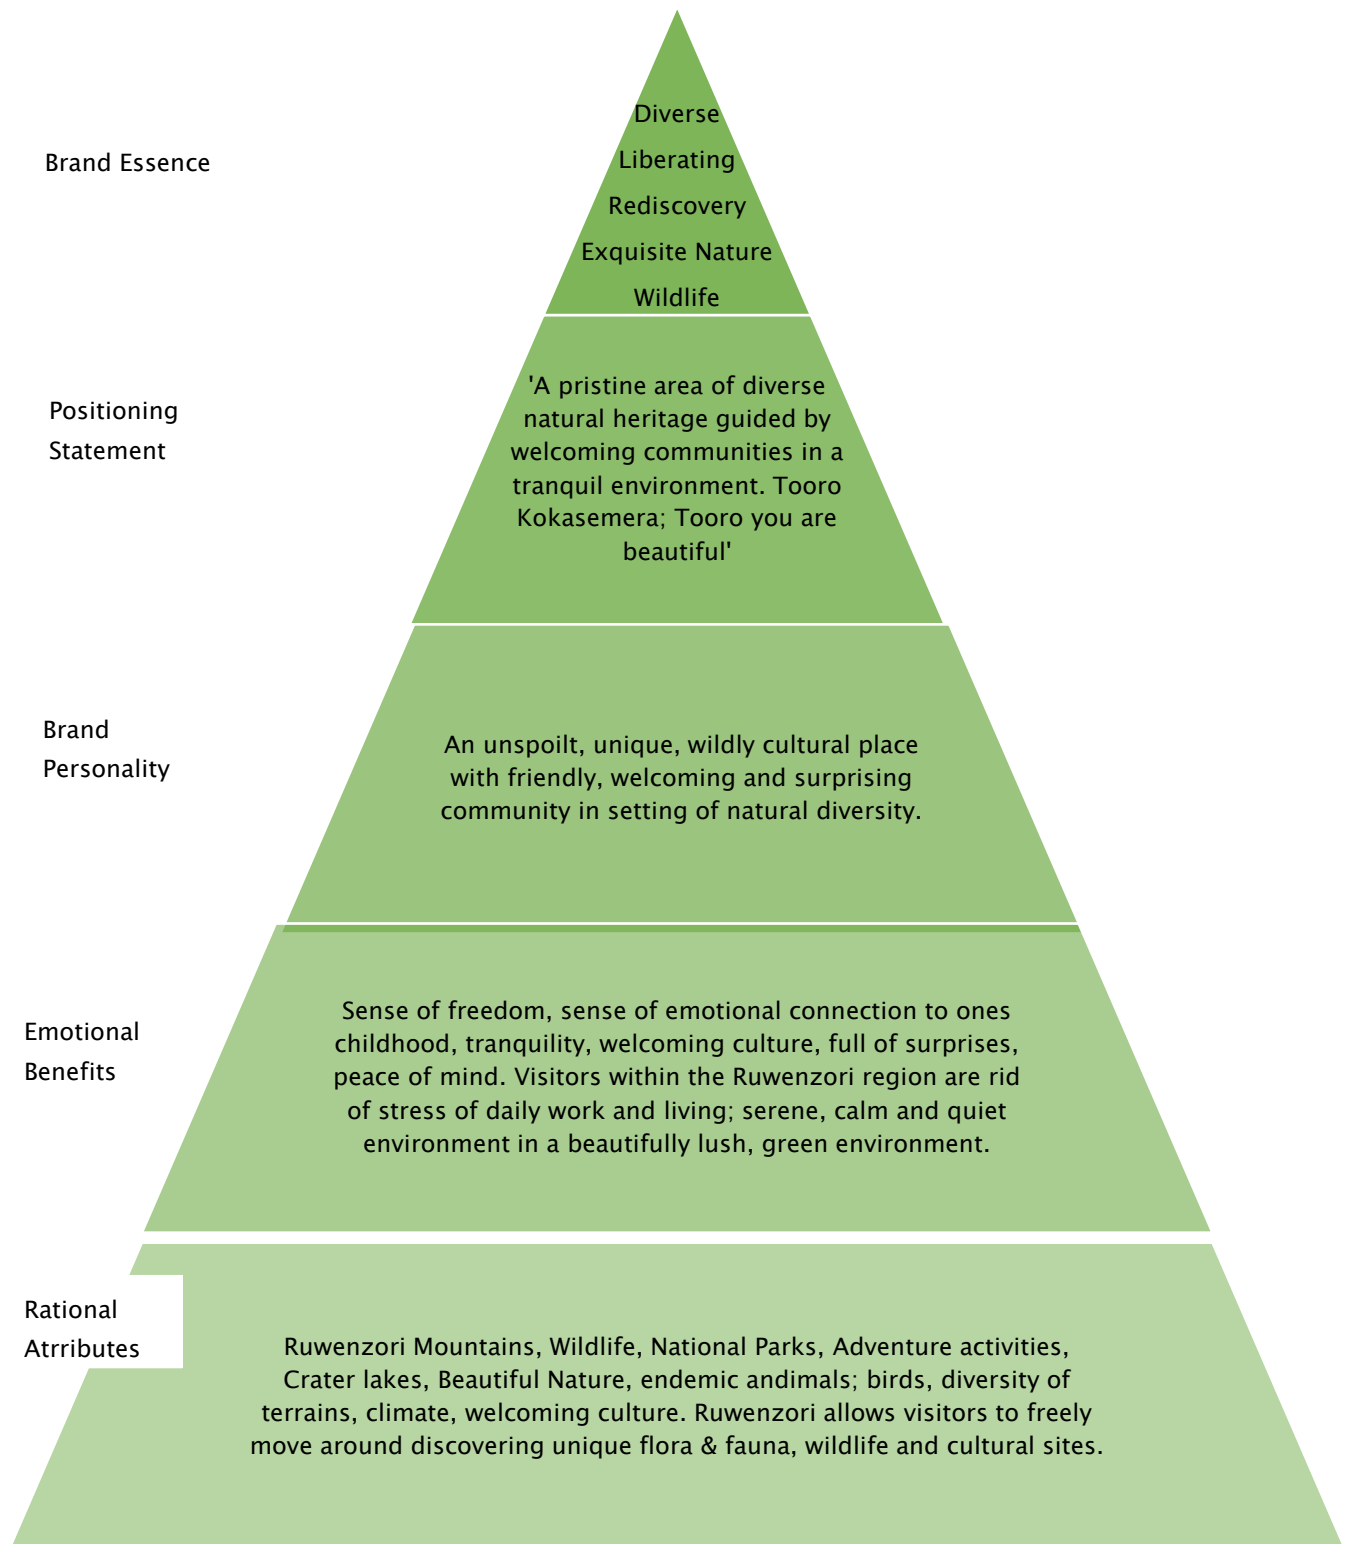 Brand Essence
Diverse
Liberating
Rediscovery
Exquisite Nature
Wildlife
Positioning
Statement
'A pristine area of diverse
natural heritage guided by
welcoming communities in a
tranquil environment. Tooro
Kokasemera; Tooro you are
beautiful'
Brand
Personality
An unspoilt, unique, wildly cultural place
with friendly, welcoming and surprising
community in setting of natural diversity.
Emotional
Benefits
Sense of freedom, sense of emotional connection to ones
childhood, tranquility, welcoming culture, full of surprises,
peace of mind. Visitors within the Ruwenzori region are rid
of stress of daily work and living; serene, calm and quiet
environment in a beautifully lush, green environment.
Rational
Atrributes
Ruwenzori Mountains, Wildlife, National Parks, Adventure activities,
Crater lakes, Beautiful Nature, endemic andimals; birds, diversity of
terrains, climate, welcoming culture. Ruwenzori allows visitors to freely
move around discovering unique flora & fauna, wildlife and cultural sites.